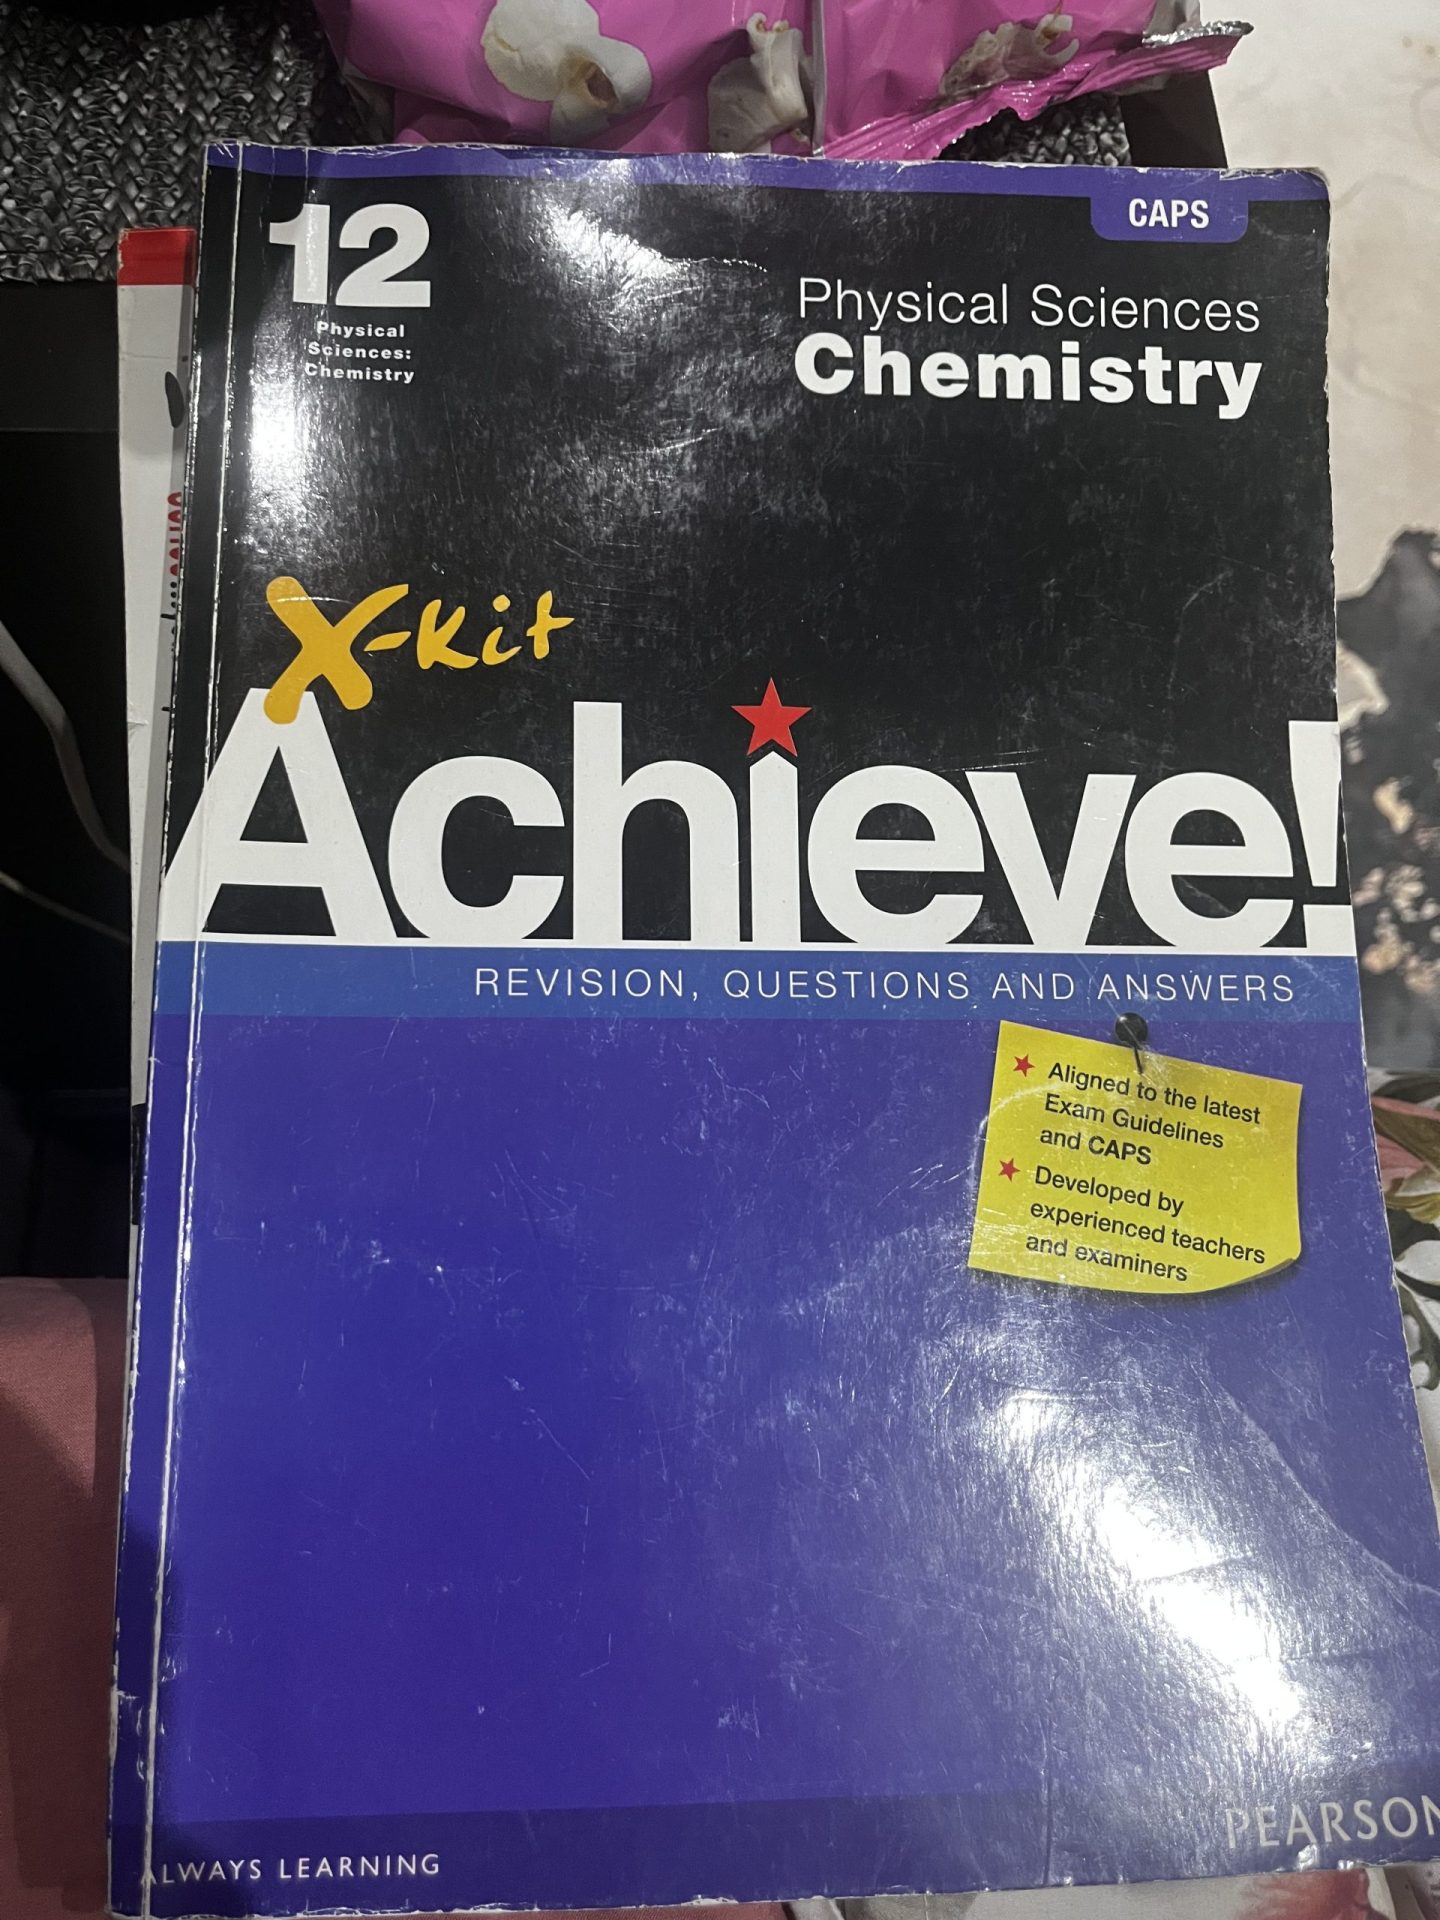 CAPS
12
Physical
Sciences:
Chemistry
Physical Sciences
Chemistry
X-Kit
Achieve!
REVISION, QUESTIONS AND ANSWERS
Aligned to the latest
Exam Guidelines
and CAPS
Developed by
experienced teachers
and examiners
ALWAYS LEARNING
PEARSON